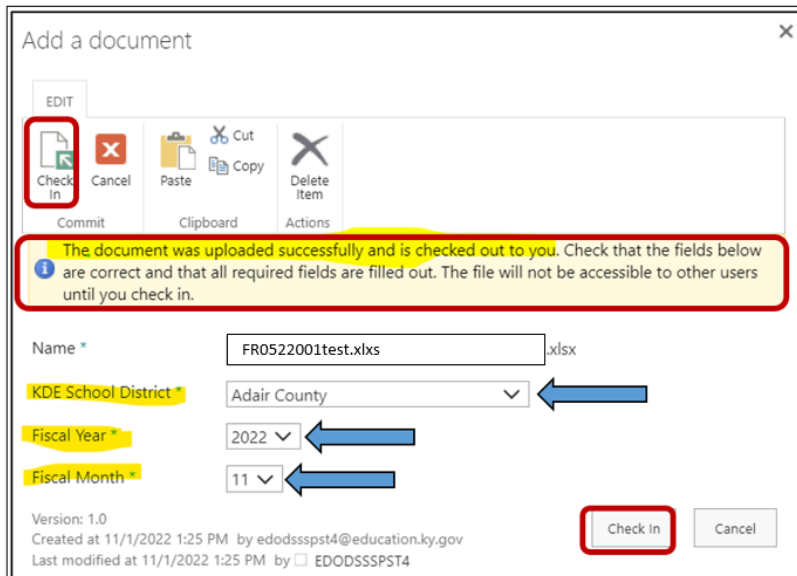 Add a document
EDIT
Check In
Cancel
Paste
Cut
Copy
Delete Item
Commit
Clipboard
Actions
The document was uploaded successfully and is checked out to you. Check that the fields below
are correct and that all required fields are filled out. The file will not be accessible to other users
until you check in.
Name * FR0522001test.xlxs .xlsx
KDE School District * Adair County
Fiscal Year * 2022
Fiscal Month * 11
Version: 1.0
Created at 11/1/2022 1:25 PM by edodssspst4@education.ky.gov
Last modified at 11/1/2022 1:25 PM by EDODSSSPST4
Check In
Cancel